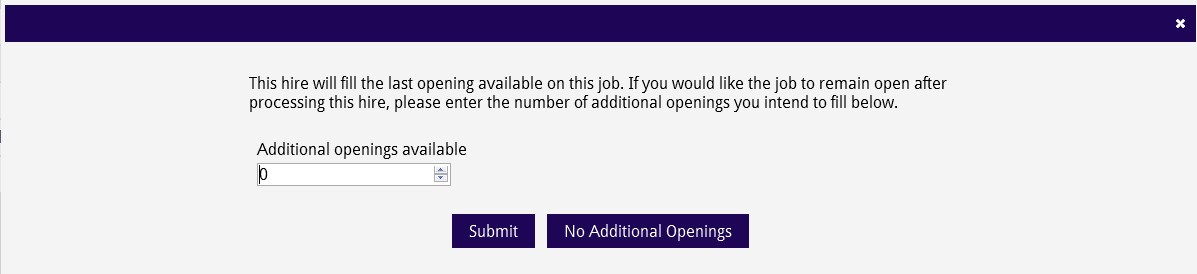 This hire will fill the last opening available on this job. If you would like the job to remain open after
processing this hire, please enter the number of additional openings you intend to fill below.
Additional openings available
0
Submit
No Additional Openings